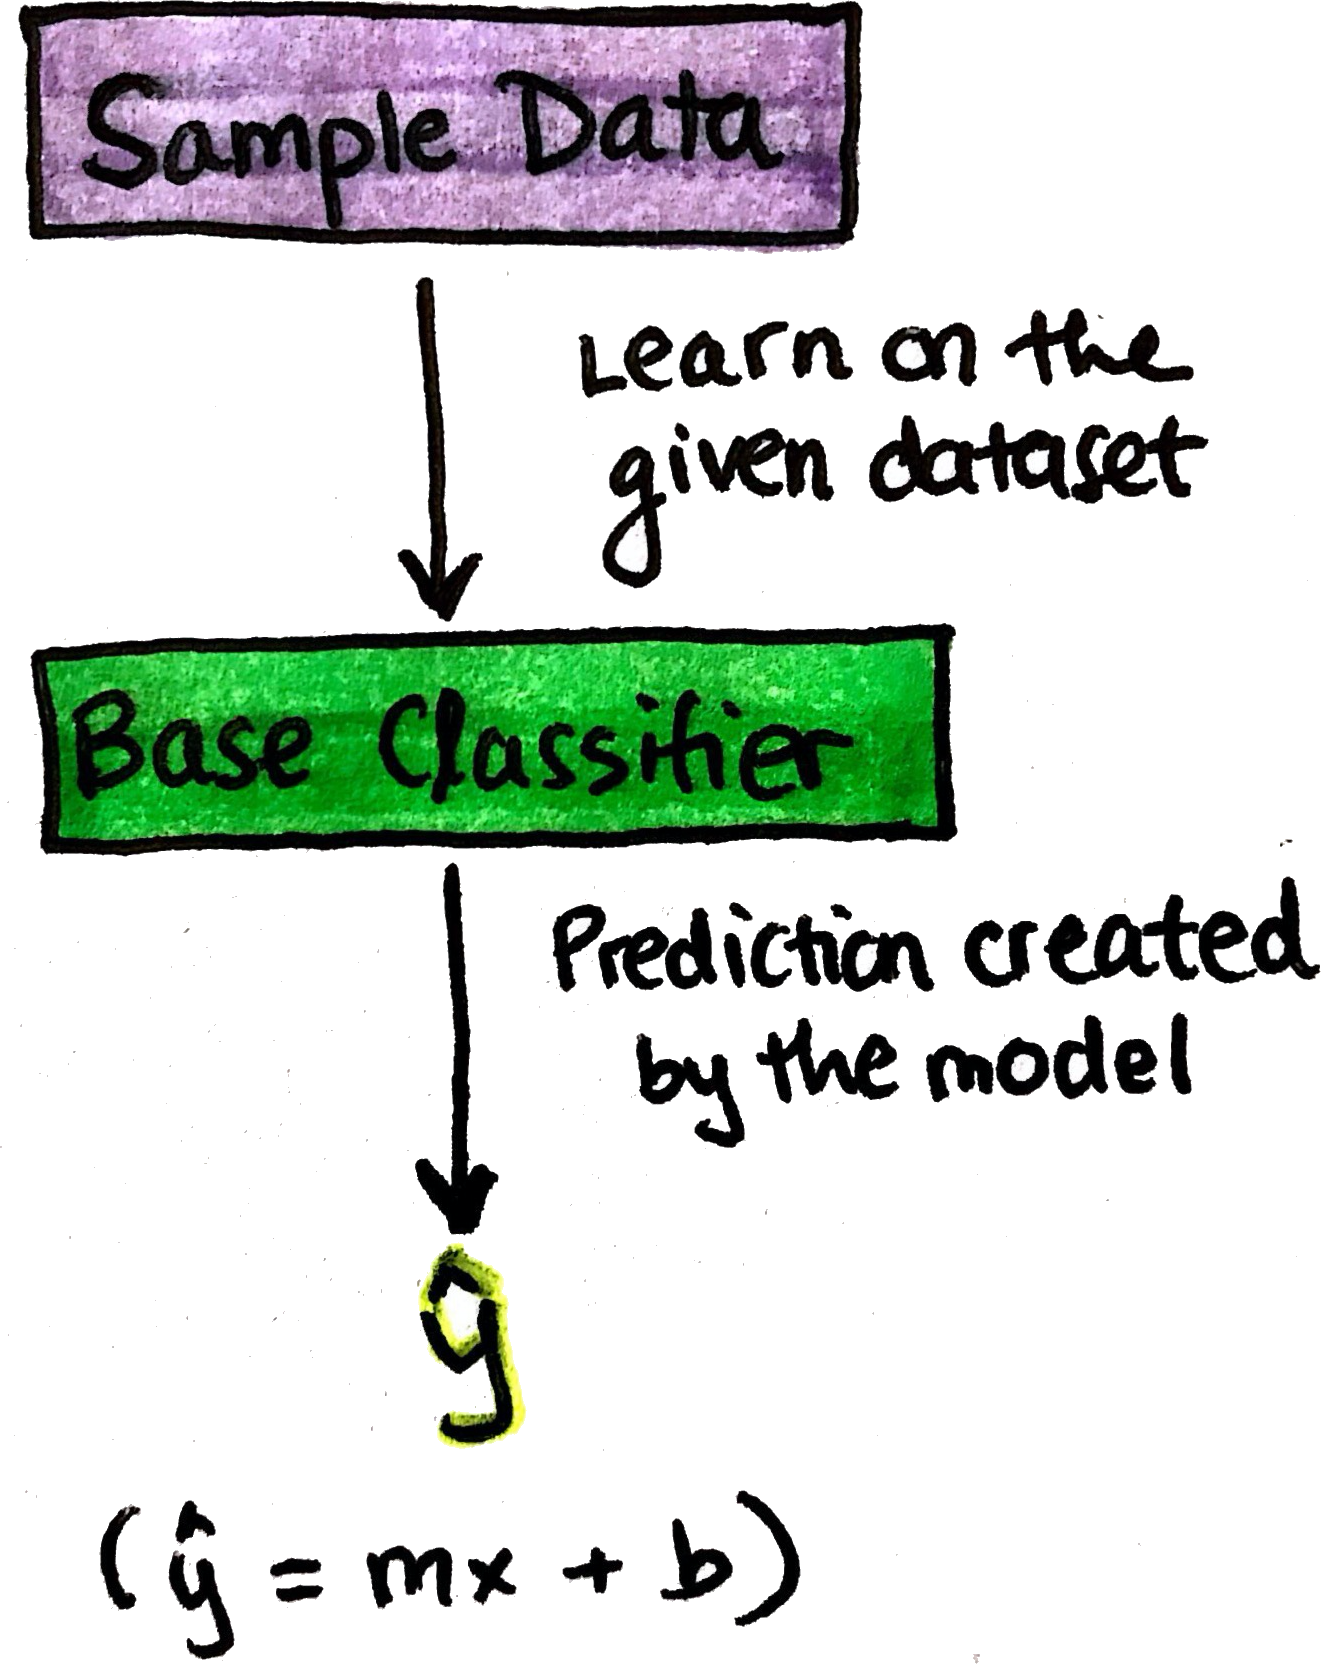 Sample Data
Learn on the
given dataset
Base Classifier
Prediction created
by the model
ŷ
(ŷ = mx + b)